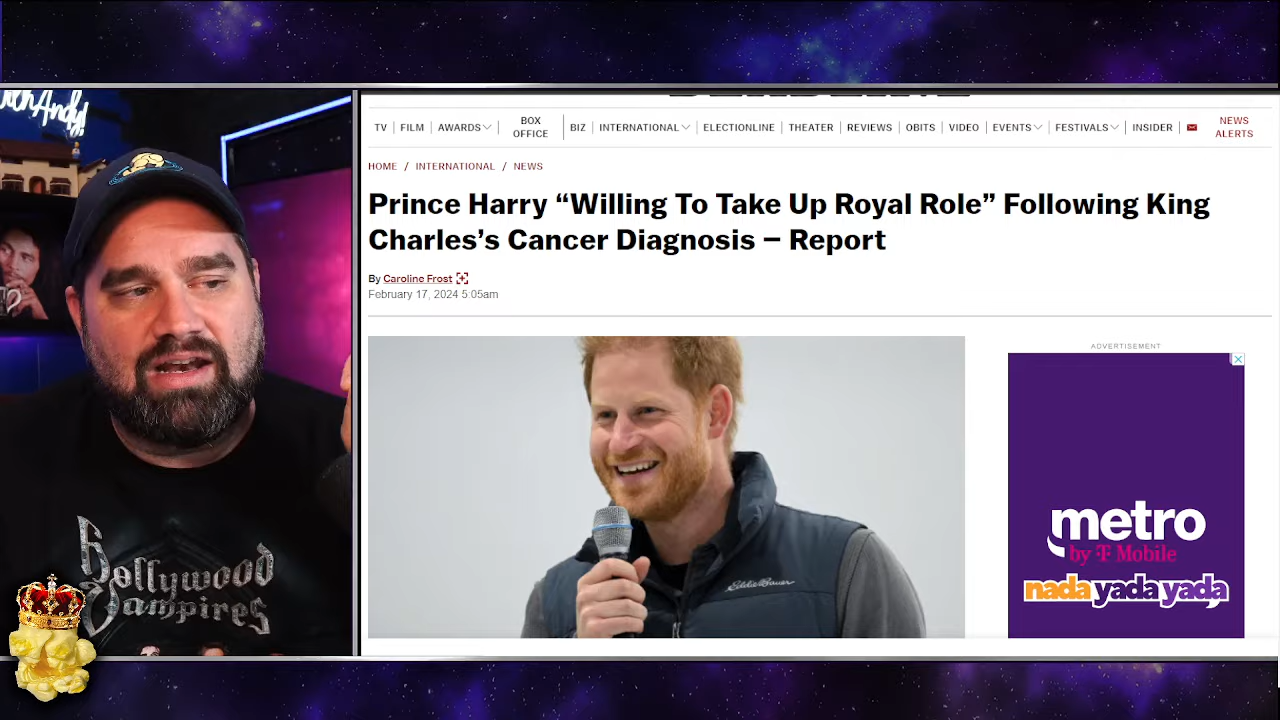 TV
FILM
AWARDS
BOX OFFICE
BIZ
INTERNATIONAL
ELECTIONLINE
THEATER
REVIEWS
OBITS
VIDEO
EVENTS
FESTIVALS
INSIDER
NEWS ALERTS
HOME / INTERNATIONAL / NEWS
Prince Harry “Willing To Take Up Royal Role” Following King
Charles’s Cancer Diagnosis – Report
By Caroline Frost
February 17, 2024 5:05am
ADVERTISEMENT
metro
by T Mobile
nada yada yada
Eddie Bauer
Hollywood
Vampires